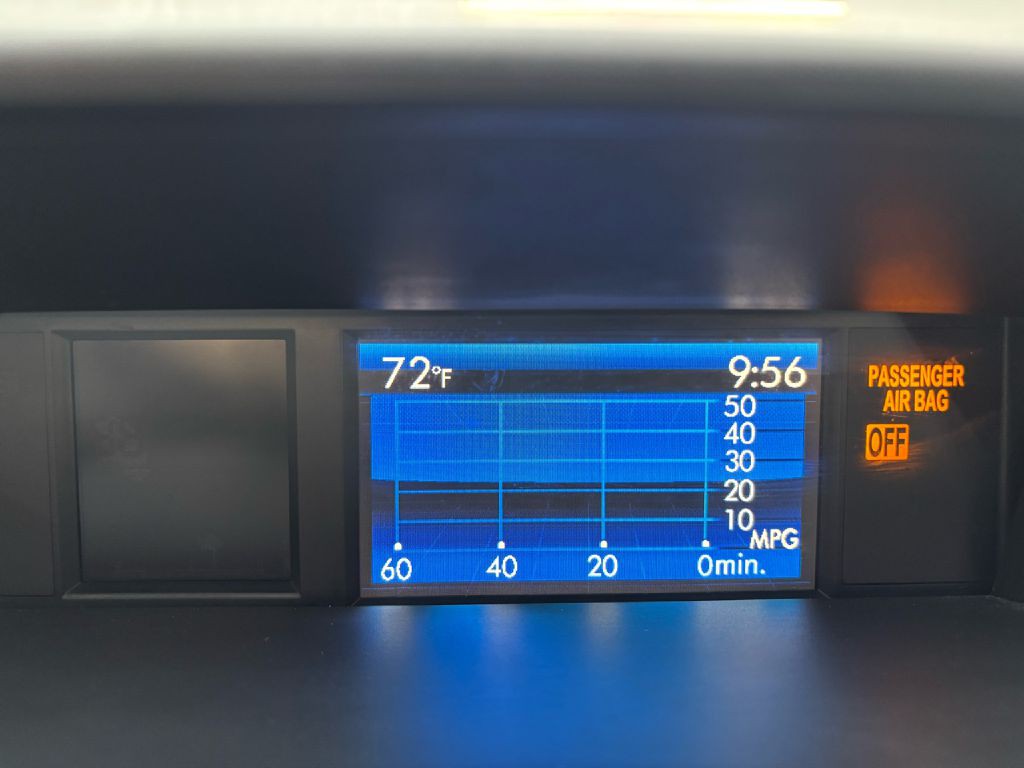 72°F 9:56
50
40
30
20
10
MPG
60 40 20 0min.
PASSENGER
AIR BAG
OFF